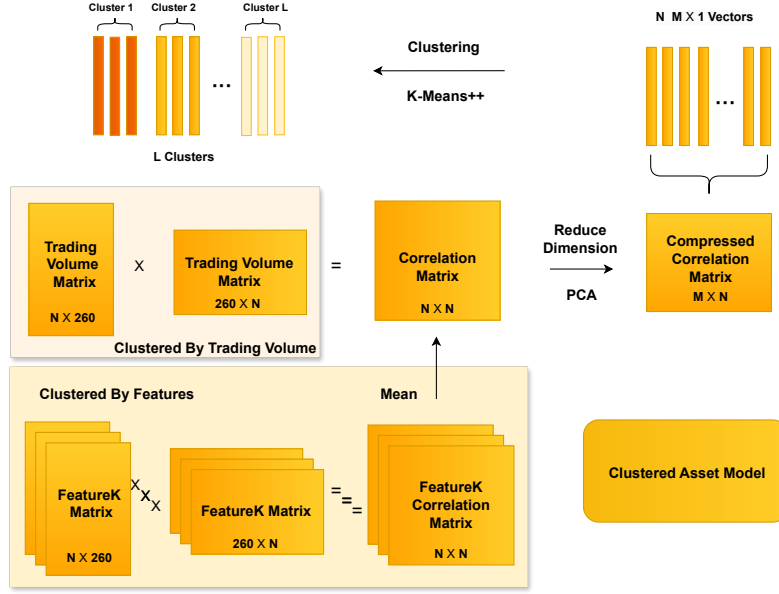 Cluster 1
Cluster 2
Cluster L
...
L Clusters
Clustering
K-Means++
N M X 1 Vectors
...
Trading
Volume
Matrix
N X 260
X
Trading Volume
Matrix
260 X N
=
Clustered By Trading Volume
Correlation
Matrix
N X N
Reduce
Dimension
PCA
Compressed
Correlation
Matrix
M X N
Clustered By Features
Mean
FeatureK
Matrix
N X 260
X
X
X
FeatureK Matrix
260 X N
=
=
=
FeatureK
Correlation
Matrix
N X N
Clustered Asset Model